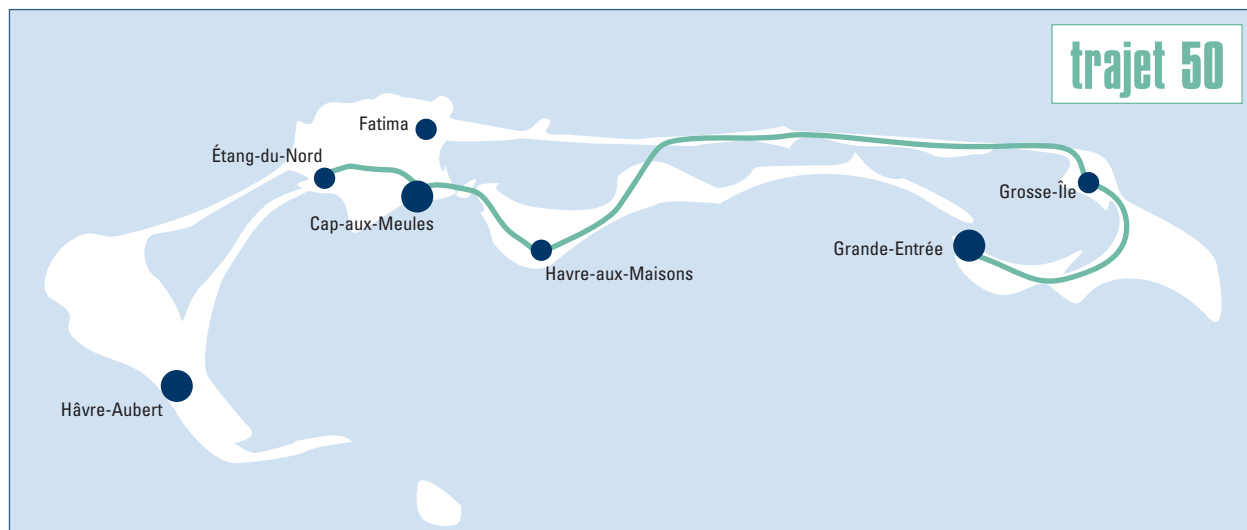 trajet 50
Fatima
Étang-du-Nord
Cap-aux-Meules
Grosse-Île
Grande-Entrée
Havre-aux-Maisons
Hâvre-Aubert